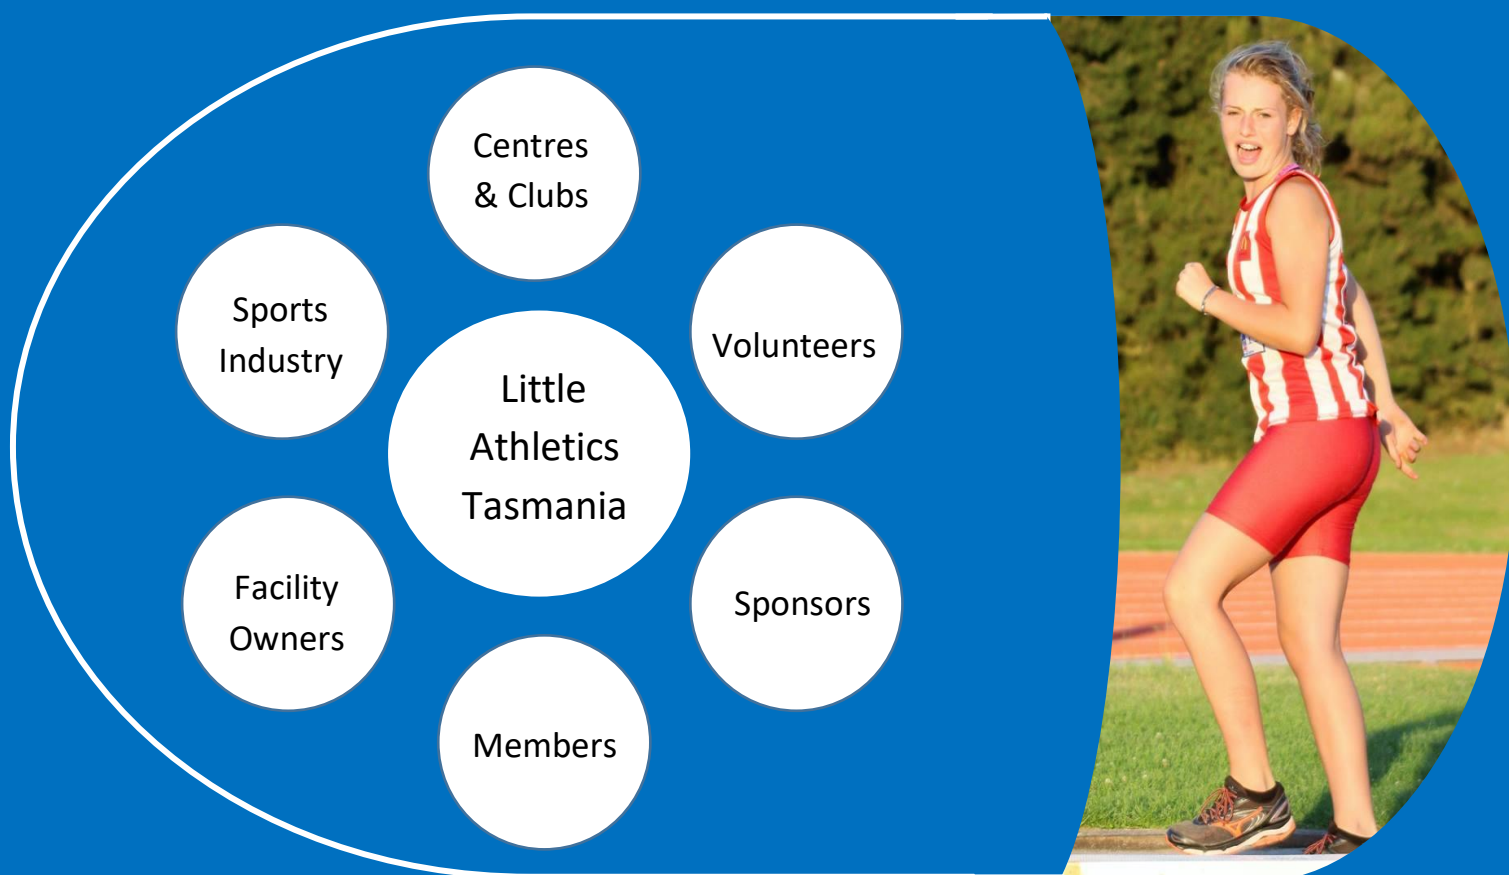 Centres
& Clubs
Sports
Industry
Volunteers
Little
Athletics
Tasmania
Facility
Owners
Sponsors
Members